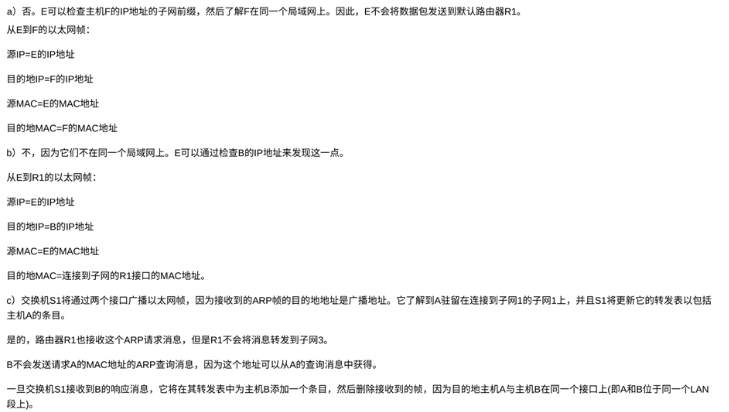 a）否。E可以检查主机F的IP地址的子网前缀，然后了解F在同一个局域网上。因此，E不会将数据包发送到默认路由器R1。
从E到F的以太网帧：
源IP=E的IP地址
目的地IP=F的IP地址
源MAC=E的MAC地址
目的地MAC=F的MAC地址
b）不，因为它们不在同一个局域网上。E可以通过检查B的IP地址来发现这一点。
从E到R1的以太网帧：
源IP=E的IP地址
目的地IP=B的IP地址
源MAC=E的MAC地址
目的地MAC=连接到子网的R1接口的MAC地址。
c）交换机S1将通过两个接口广播以太网帧，因为接收到的ARP帧的目的地地址是广播地址。它了解到A驻留在连接到子网1的子网1上，并且S1将更新它的转发表以包括
主机A的条目。
是的，路由器R1也接收这个ARP请求消息，但是R1不会将消息转发到子网3。
B不会发送请求A的MAC地址的ARP查询消息，因为这个地址可以从A的查询消息中获得。
一旦交换机S1接收到B的响应消息，它将在其转发表中为主机B添加一个条目，然后删除接收到的帧，因为目的地主机A与主机B在同一个接口上(即A和B位于同一个LAN
段上)。